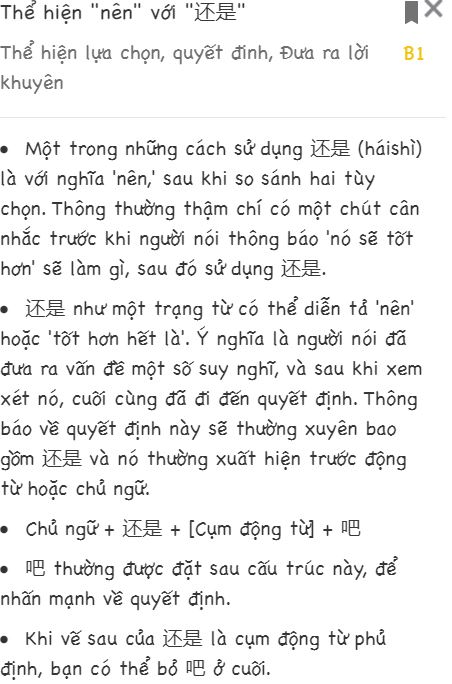 Thể hiện "nên" với "还是"
Thể hiện lựa chọn, quyết đinh, Đưa ra lời
B1
khuyên
• Một trong những cách sử dụng 还是 (háishì)
là với nghĩa 'nên,' sau khi so sánh hai tùy
chọn. Thông thường thậm chí có một chút cân
nhắc trước khi người nói thông báo 'nó sẽ tốt
hơn' sẽ làm gì, sau đó sử dụng 还是.
• 还是 như một trạng từ có thể diễn tả 'nên'
hoặc 'tốt hơn hết là'. Ý nghĩa là người nói đã
đưa ra vấn đề một số suy nghĩ, và sau khi xem
xét nó, cuối cùng đã đi đến quyết định. Thông
báo về quyết định này sẽ thường xuyên bao
gồm 还是 và nó thường xuất hiện trước động
từ hoặc chủ ngữ.
• Chủ ngữ + 还是 + [Cụm động từ] + 吧
• 吧 thường được đặt sau cấu trúc này, để
nhấn mạnh về quyết định.
• Khi vế sau của 还是 là cụm động từ phủ
định, bạn có thể bỏ 吧 ở cuối.